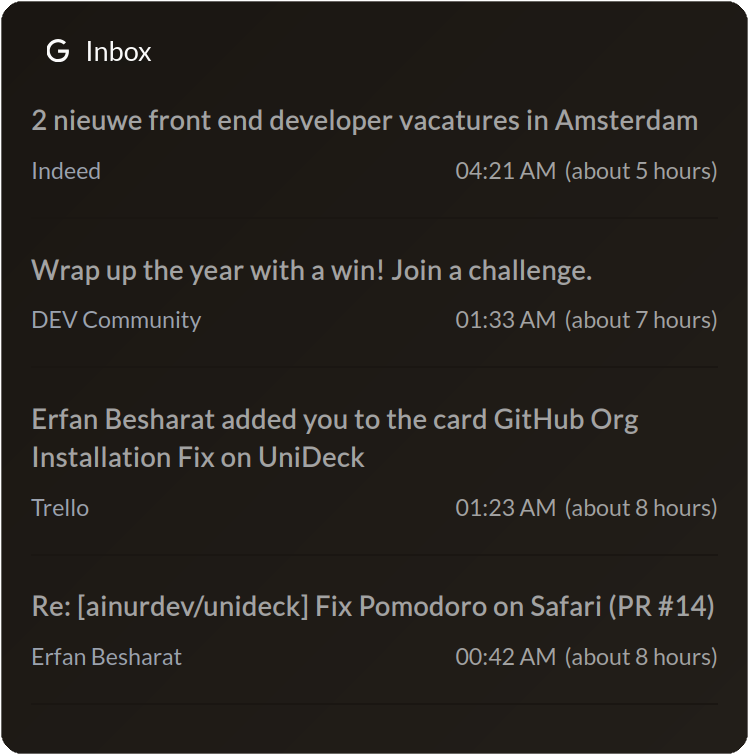 Inbox
2 nieuwe front end developer vacatures in Amsterdam
Indeed 04:21 AM (about 5 hours)
Wrap up the year with a win! Join a challenge.
DEV Community 01:33 AM (about 7 hours)
Erfan Besharat added you to the card GitHub Org
Installation Fix on UniDeck
Trello 01:23 AM (about 8 hours)
Re: [ainurdev/unideck] Fix Pomodoro on Safari (PR #14)
Erfan Besharat 00:42 AM (about 8 hours)